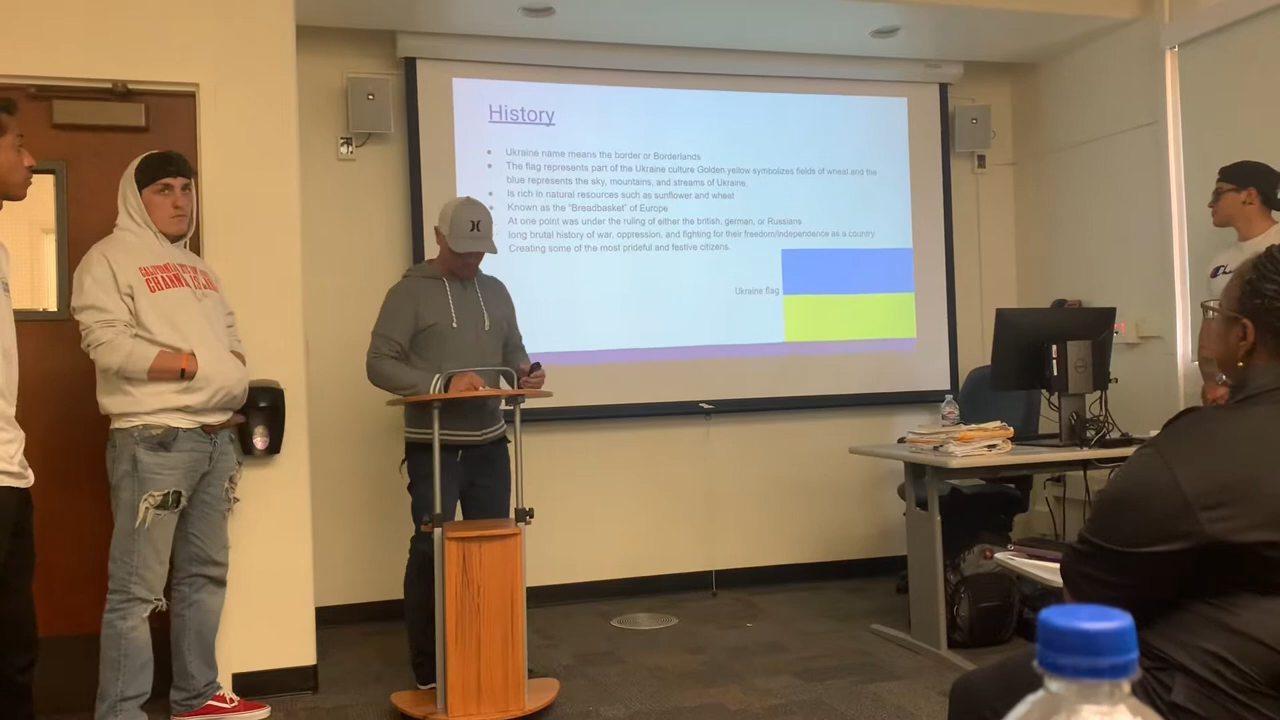 History
Ukraine name means the border or Borderlands
The flag represents part of the Ukraine culture Golden yellow symbolizes fields of wheat and the
blue represents the sky, mountains, and streams of Ukraine.
Is rich in natural resources such as sunflower and wheat
Known as the "Breadbasket" of Europe
At one point was under the ruling of either the british, german, or Russians
long brutal history of war, oppression, and fighting for their freedom/independence as a country
Creating some of the most prideful and festive citizens.
Ukraine flag
CALIFORNIA
CHANNEL ISLAND
DELL